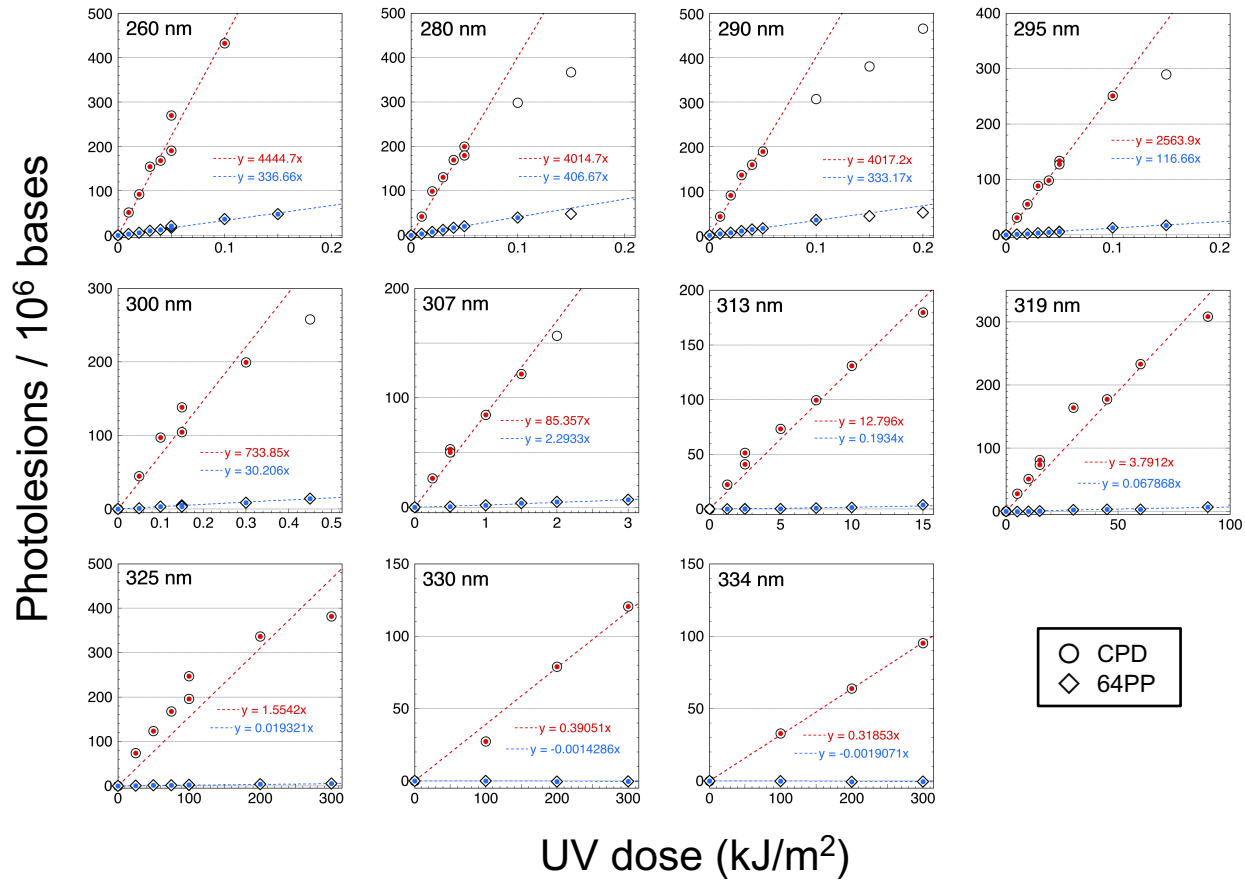 Photolesions / 10⁶ bases
260 nm
500
400
300
200
100
0
y = 4444.7x
y = 336.66x
0
0.1
0.2
280 nm
500
400
300
200
100
0
y = 4014.7x
y = 406.67x
0
0.1
0.2
290 nm
500
400
300
200
100
0
y = 4017.2x
y = 333.17x
0
0.1
0.2
295 nm
400
300
200
100
0
y = 2563.9x
y = 116.66x
0
0.1
0.2
300 nm
300
200
100
0
y = 733.85x
y = 30.206x
0
0.1
0.2
0.3
0.4
0.5
307 nm
200
100
0
y = 85.357x
y = 2.2933x
0
1
2
3
313 nm
200
150
100
50
0
y = 12.796x
y = 0.1934x
0
5
10
15
319 nm
300
200
100
0
y = 3.7912x
y = 0.067868x
0
50
100
325 nm
500
400
300
200
100
0
y = 1.5542x
y = 0.019321x
0
100
200
300
330 nm
150
100
50
0
y = 0.39051x
y = -0.0014286x
0
100
200
300
334 nm
150
100
50
0
y = 0.31853x
y = -0.0019071x
0
100
200
300
CPD
64PP
UV dose (kJ/m²)